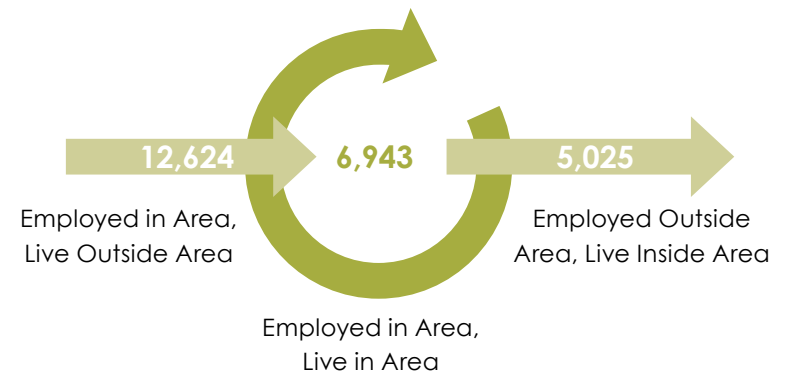 12,624
6,943
5,025
Employed in Area,
Live Outside Area
Employed Outside
Area, Live Inside Area
Employed in Area,
Live in Area